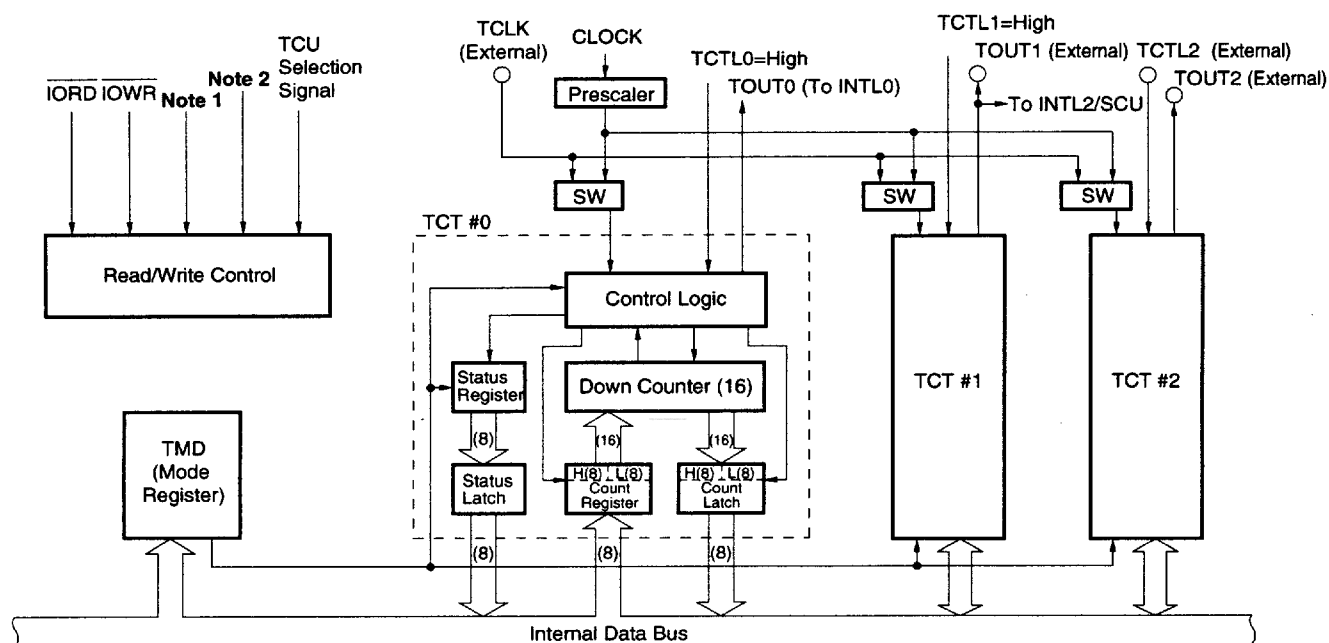 IORD IOWR
Note 1
Note 2
TCU
Selection
Signal
TCLK
(External)
CLOCK
Prescaler
TCTL0=High
TOUT0 (To INTL0)
TCTL1=High
TOUT1 (External)
TCTL2 (External)
TOUT2 (External)
To INTL2/SCU
SW
SW
SW
Read/Write Control
TCT #0
Control Logic
Status
Register
Down Counter (16)
TCT #1
TCT #2
TMD
(Mode
Register)
(8)
(16)
(16)
Status
Latch
H(8) L(8)
Count
Register
H(8) L(8)
Count
Latch
(8)
(8)
(8)
Internal Data Bus